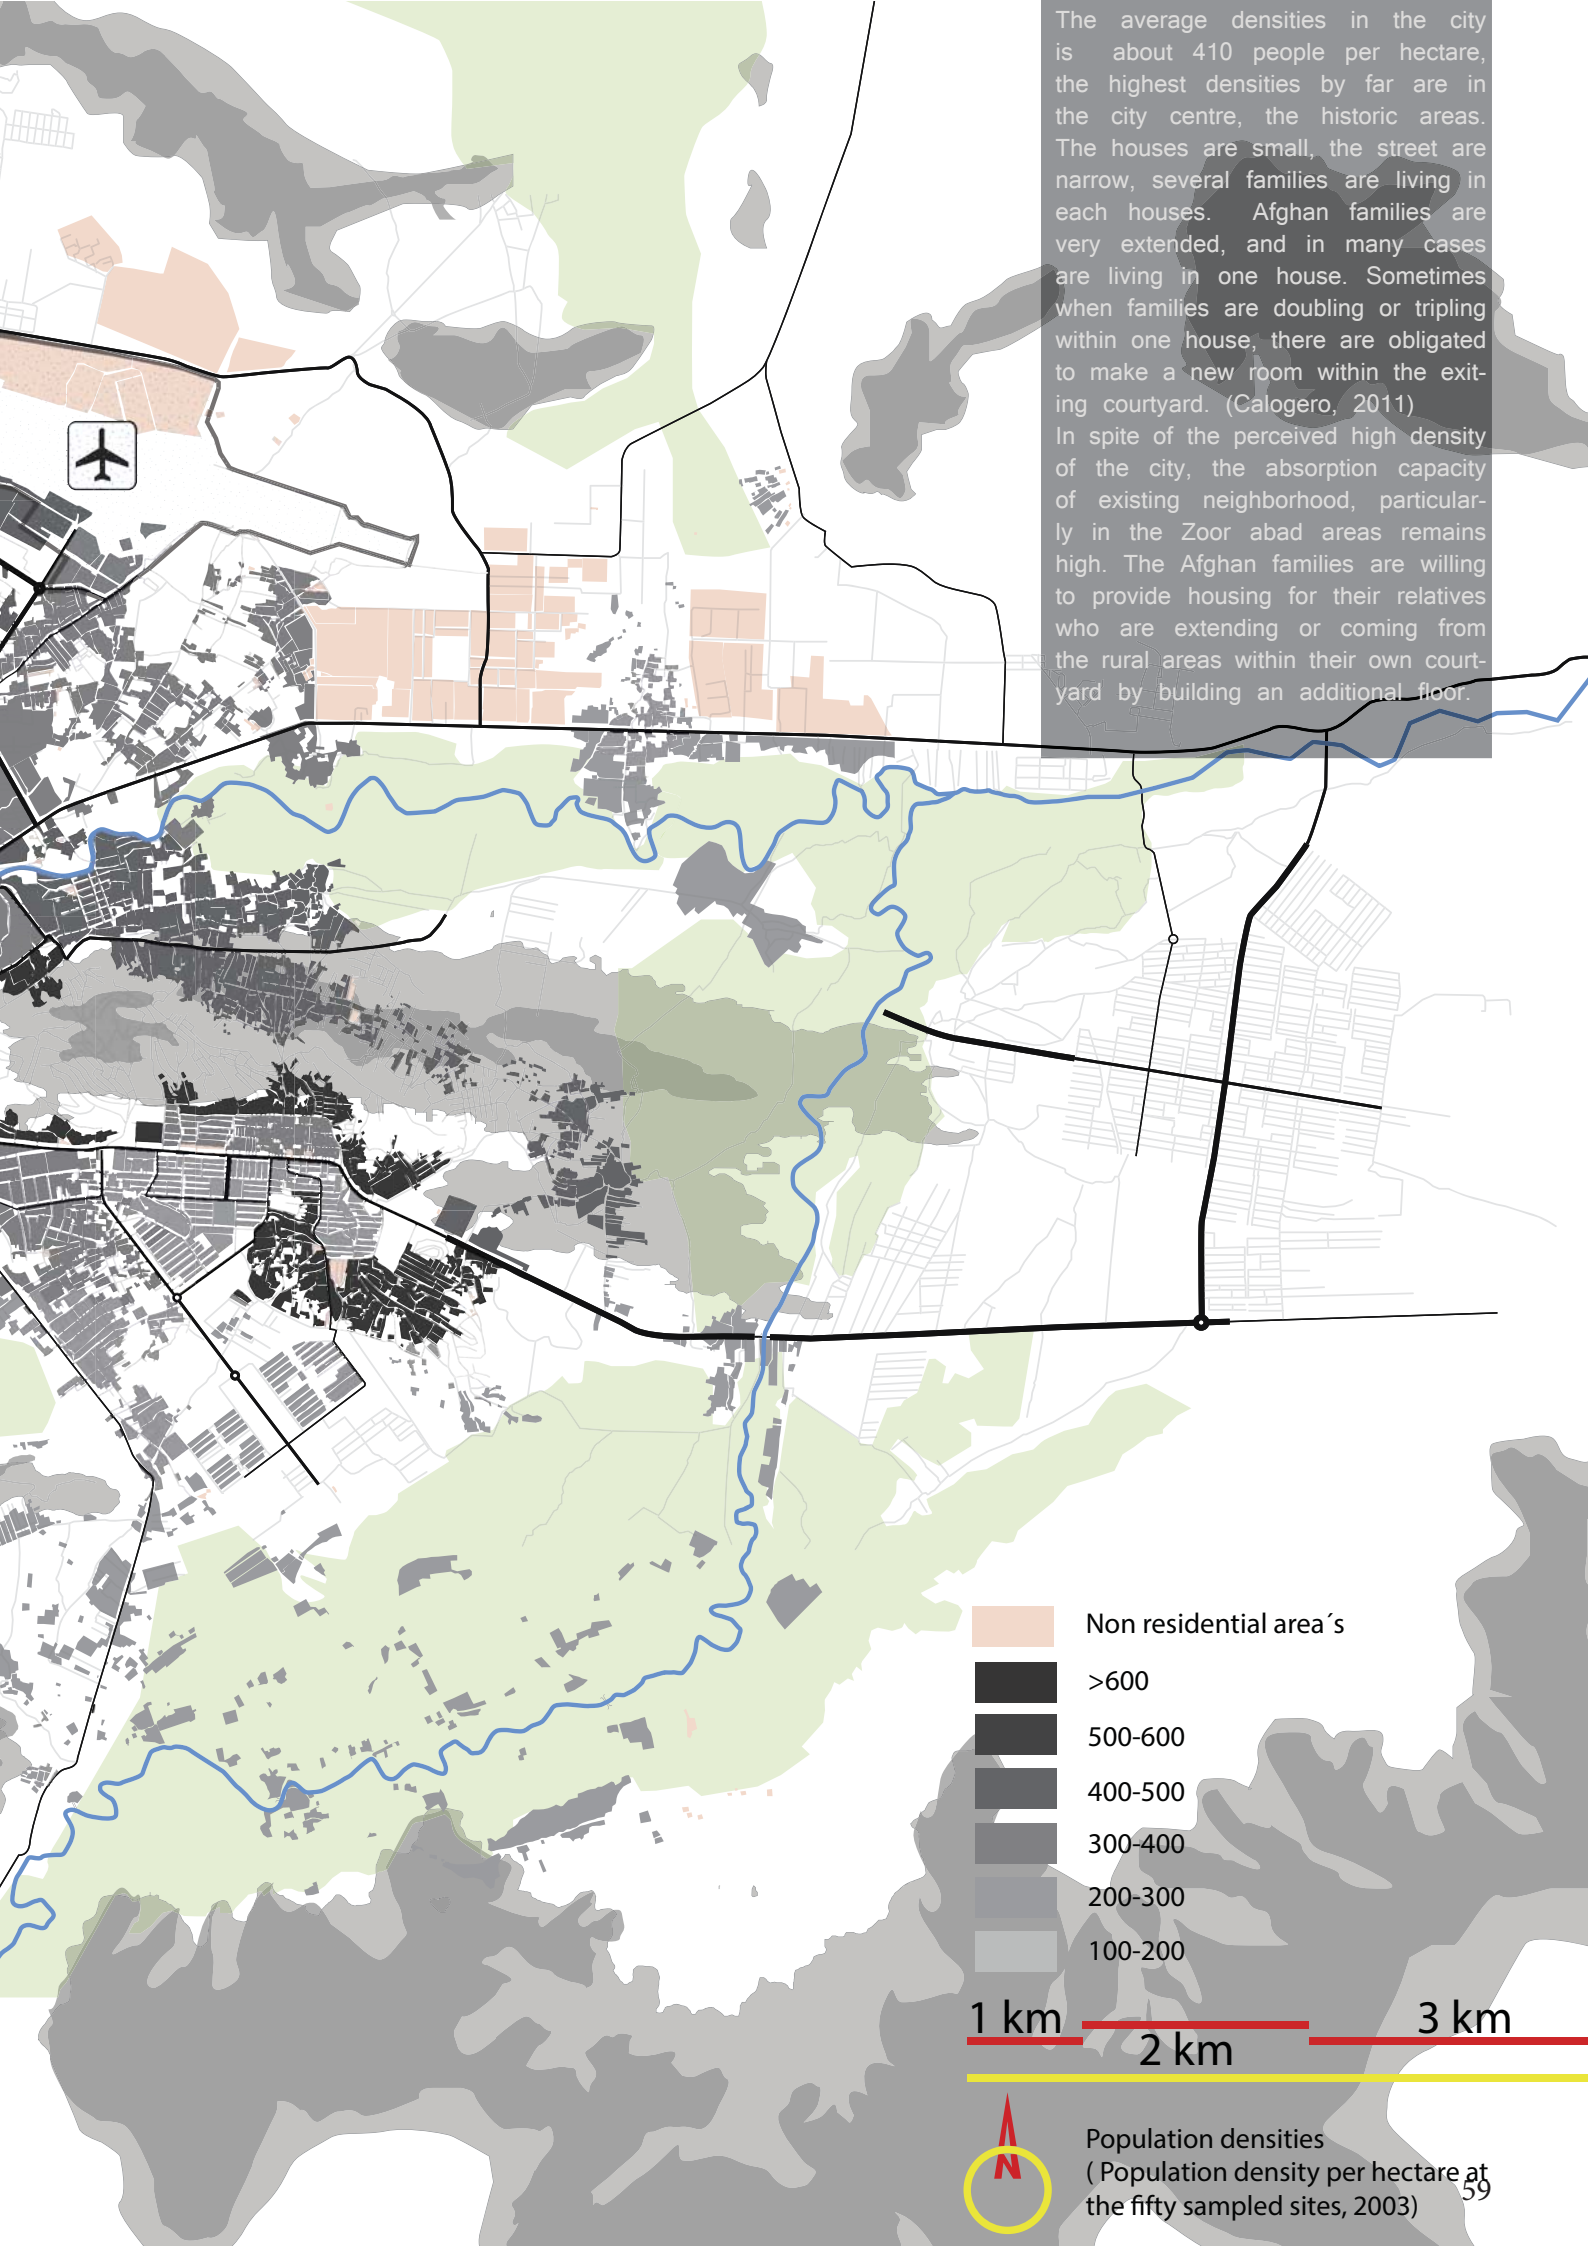 The average densities in the city
is about 410 people per hectare,
the highest densities by far are in
the city centre, the historic areas.
The houses are small, the street are
narrow, several families are living in
each houses. Afghan families are
very extended, and in many cases
are living in one house. Sometimes
when families are doubling or tripling
within one house, there are obligated
to make a new room within the exit-
ing courtyard. (Calogero, 2011)
In spite of the perceived high density
of the city, the absorption capacity
of existing neighborhood, particular-
ly in the Zoor abad areas remains
high. The Afghan families are willing
to provide housing for their relatives
who are extending or coming from
the rural areas within their own court-
yard by building an additional floor.
Non residential area´s
>600
500-600
400-500
300-400
200-300
100-200
1 km
2 km
3 km
N
Population densities
( Population density per hectare at
the fifty sampled sites, 2003)
59